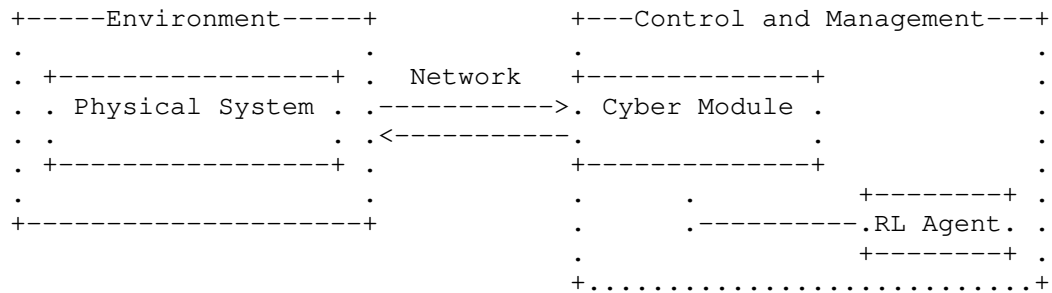 Environment Control and Management
Network
Physical System Cyber Module
RL Agent